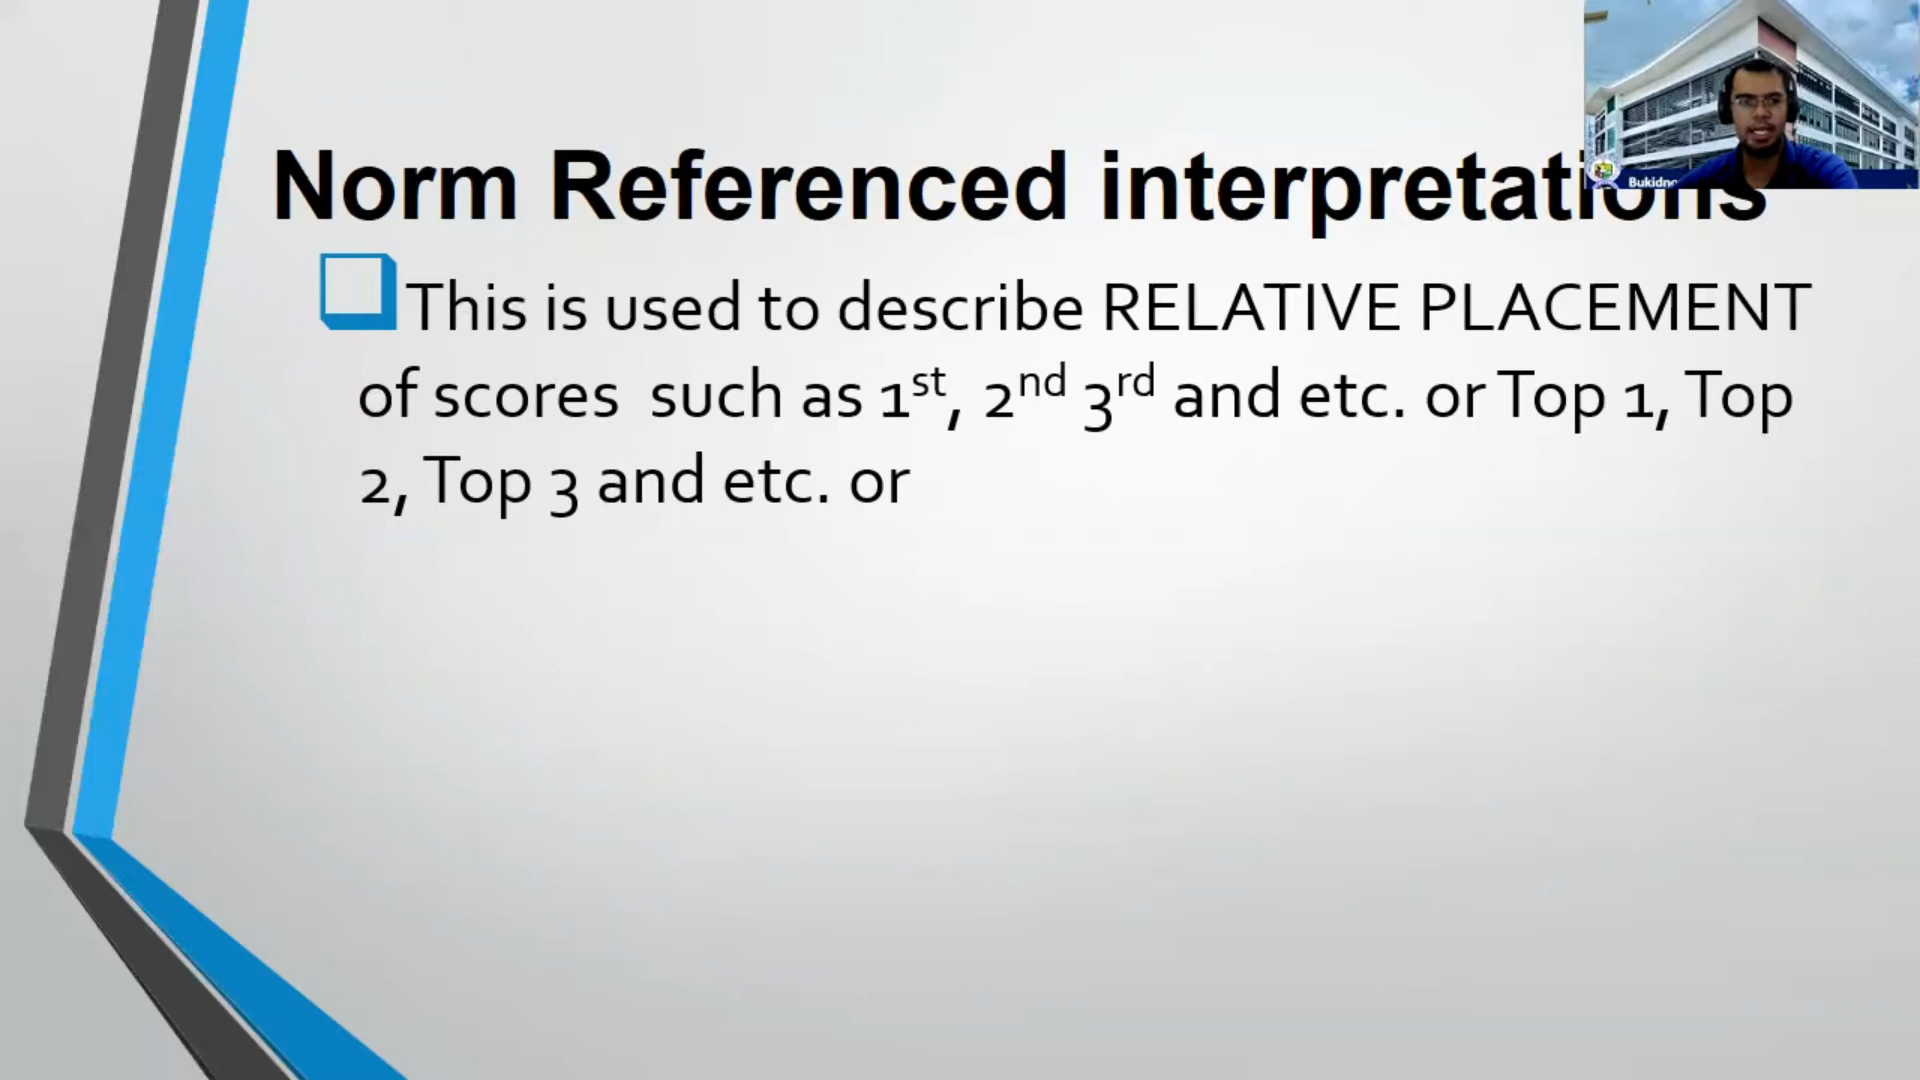 Norm Referenced interpretations
This is used to describe RELATIVE PLACEMENT
of scores such as 1st, 2nd 3rd and etc. or Top 1, Top
2, Top 3 and etc. or